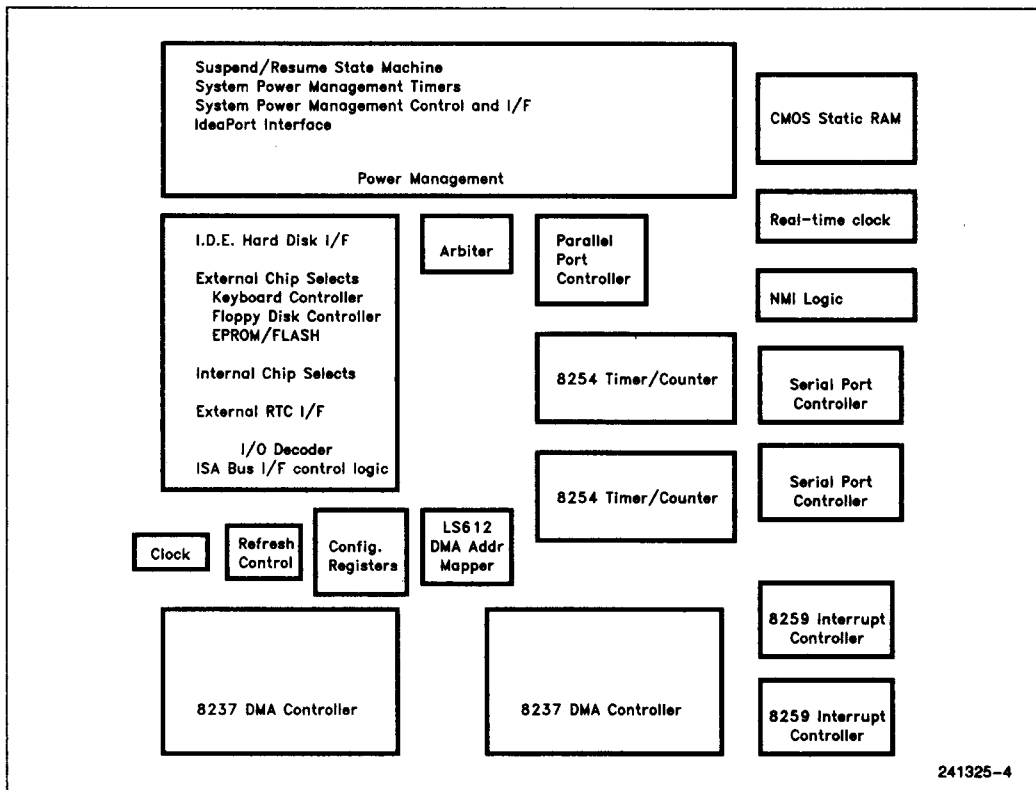 Suspend/Resume State Machine
System Power Management Timers
System Power Management Control and I/F
IdeaPort Interface
Power Management
CMOS Static RAM
Real-time clock
NMI Logic
I.D.E. Hard Disk I/F
External Chip Selects
Keyboard Controller
Floppy Disk Controller
EPROM/FLASH
Internal Chip Selects
External RTC I/F
I/O Decoder
ISA Bus I/F control logic
Arbiter
Parallel
Port
Controller
8254 Timer/Counter
Serial Port
Controller
8254 Timer/Counter
Serial Port
Controller
Clock
Refresh
Control
Config.
Registers
LS612
DMA Addr
Mapper
8237 DMA Controller
8237 DMA Controller
8259 Interrupt
Controller
8259 Interrupt
Controller
241325-4